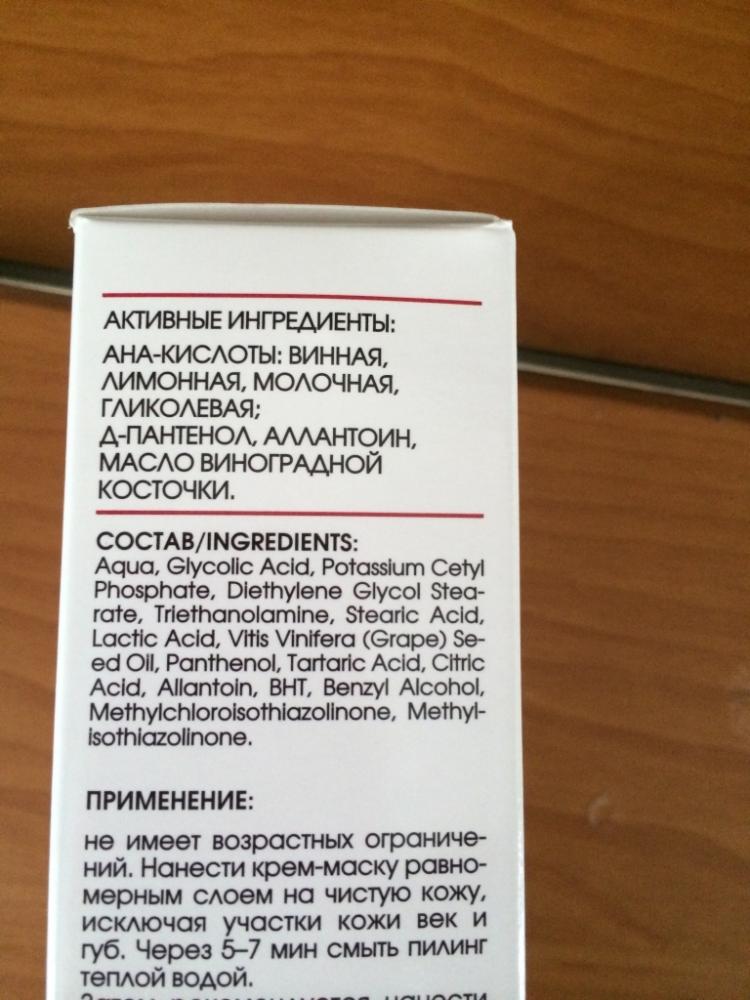 АКТИВНЫЕ ИНГРЕДИЕНТЫ:
АНА-КИСЛОТЫ: ВИННАЯ,
ЛИМОННАЯ, МОЛОЧНАЯ,
ГЛИКОЛЕВАЯ;
Д-ПАНТЕНОЛ, АЛЛАНТОИН,
МАСЛО ВИНОГРАДНОЙ
КОСТОЧКИ.
СОСТАВ/INGREDIENTS:
Aqua, Glycolic Acid, Potassium Cetyl
Phosphate, Diethylene Glycol Stea-
rate, Triethanolamine, Stearic Acid,
Lactic Acid, Vitis Vinifera (Grape) Se-
ed Oil, Panthenol, Tartaric Acid, Citric
Acid, Allantoin, BHT, Benzyl Alcohol,
Methylchloroisothiazolinone, Methyl-
isothiazolinone.
ПРИМЕНЕНИЕ:
не имеет возрастных ограниче-
ний. Нанести крем-маску равно-
мерным слоем на чистую кожу,
исключая участки кожи век и
губ. Через 5–7 мин смыть пилинг
теплой водой.
Затем рекомендуется нанести